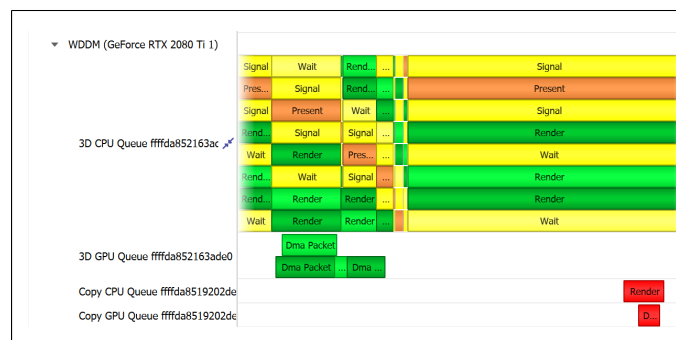 WDDM (GeForce RTX 2080 Ti 1)
Signal Wait Rend... ... Signal
Pres... Signal Rend... ... Present
Signal Present Wait ... Signal
3D CPU Queue ffffda852163ac
Rend... Signal Signal ... Render
Wait Render Pres... ... Wait
Rend... Wait Signal ... Render
Rend... Render Render ... Render
Wait Render Render ... Wait
Dma Packet
3D GPU Queue ffffda852163ade0
Dma Packet ... Dma ...
Copy CPU Queue ffffda8519202de Render
Copy GPU Queue ffffda8519202de D...